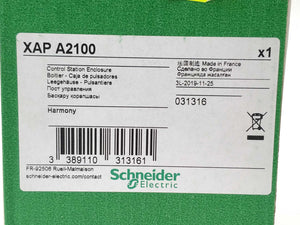 XAP A2100
x1
Control Station Enclosure
Boîtier - Caja de pulsadores
Leergehäuse - Pulsantiere
Пост управления
Басқару қорапшасы
Harmony
法国制造 Made in France
Сделано во Франции
Францияда жасалған
3L-2019-11-25
031316
3 389110 313161
FR-92506 Rueil-Malmaison
schneider-electric.com/contact
Schneider
Electric